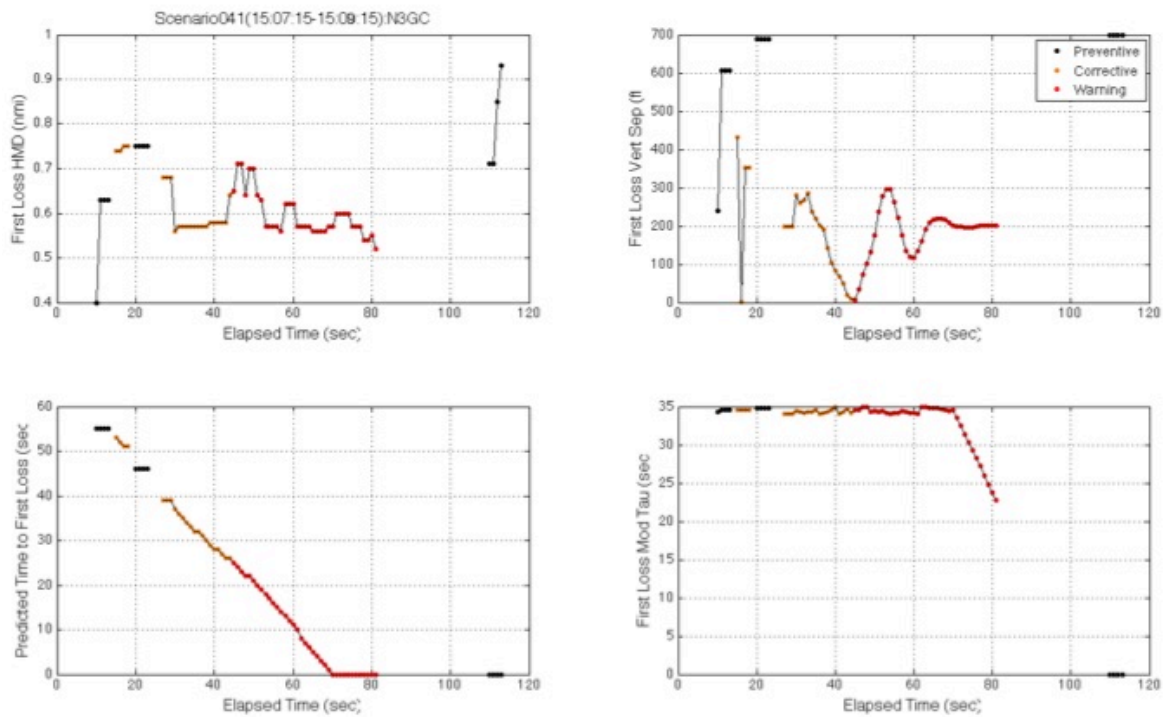 Scenario041(15:07:15-15:09:15):N3GC
First Loss HMD (nmi)
1
0.9
0.8
0.7
0.6
0.5
0.4
0 20 40 60 80 100 120
Elapsed Time (sec)
First Loss Vert Sep (fl
700
600
500
400
300
200
100
0
0 20 40 60 80 100 120
Elapsed Time (sec)
Preventive
Corrective
Warning
Predicted Time to First Loss (sec
60
50
40
30
20
10
0
0 20 40 60 80 100 120
Elapsed Time (sec)
First Loss Mod Tau (sec
35
30
25
20
15
10
5
0
0 20 40 60 80 100 120
Elapsed Time (sec)